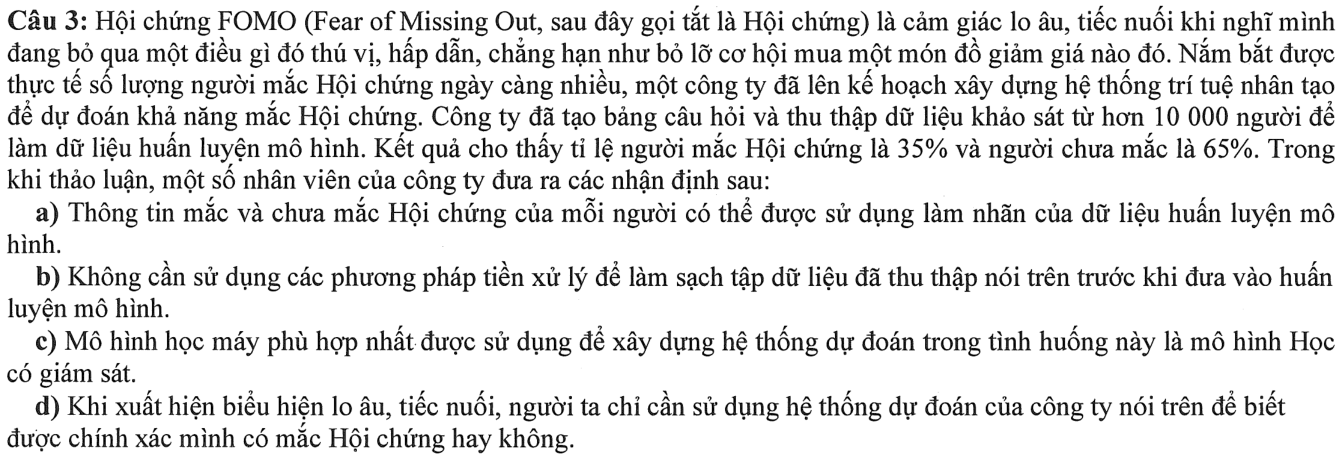 Câu 3: Hội chứng FOMO (Fear of Missing Out, sau đây gọi tắt là Hội chứng) là cảm giác lo âu, tiếc nuối khi nghĩ mình
đang bỏ qua một điều gì đó thú vị, hấp dẫn, chẳng hạn như bỏ lỡ cơ hội mua một món đồ giảm giá nào đó. Nắm bắt được
thực tế số lượng người mắc Hội chứng ngày càng nhiều, một công ty đã lên kế hoạch xây dựng hệ thống trí tuệ nhân tạo
để dự đoán khả năng mắc Hội chứng. Công ty đã tạo bảng câu hỏi và thu thập dữ liệu khảo sát từ hơn 10 000 người để
làm dữ liệu huấn luyện mô hình. Kết quả cho thấy tỉ lệ người mắc Hội chứng là 35% và người chưa mắc là 65%. Trong
khi thảo luận, một số nhân viên của công ty đưa ra các nhận định sau:
a) Thông tin mắc và chưa mắc Hội chứng của mỗi người có thể được sử dụng làm nhãn của dữ liệu huấn luyện mô
hình.
b) Không cần sử dụng các phương pháp tiền xử lý để làm sạch tập dữ liệu đã thu thập nói trên trước khi đưa vào huấn
luyện mô hình.
c) Mô hình học máy phù hợp nhất được sử dụng để xây dựng hệ thống dự đoán trong tình huống này là mô hình Học
có giám sát.
d) Khi xuất hiện biểu hiện lo âu, tiếc nuối, người ta chỉ cần sử dụng hệ thống dự đoán của công ty nói trên để biết
được chính xác mình có mắc Hội chứng hay không.